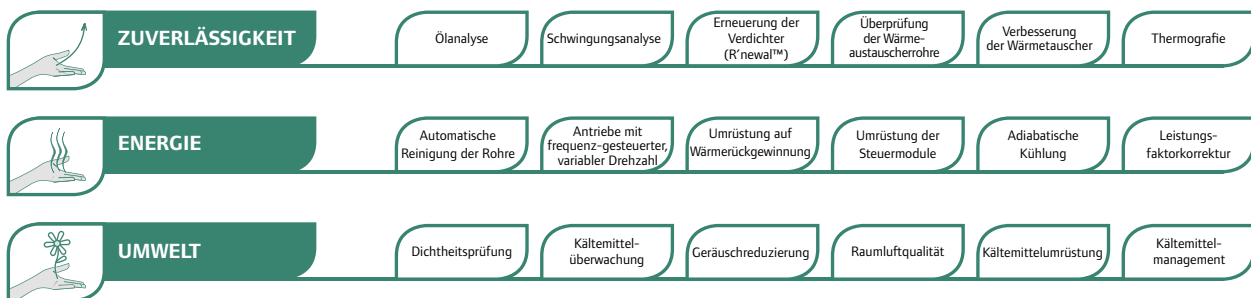 ZUVERLÄSSIGKEIT
Ölanalyse
Schwingungsanalyse
Erneuerung der
Verdichter
(R'newal™)
Überprüfung
der Wärme-
austauscherrohre
Verbesserung
der Wärmetauscher
Thermografie
ENERGIE
Automatische
Reinigung der Rohre
Antriebe mit
frequenz-gesteuerter,
variabler Drehzahl
Umrüstung auf
Wärmerückgewinnung
Umrüstung der
Steuermodule
Adiabatische
Kühlung
Leistungs-
faktorkorrektur
UMWELT
Dichtheitsprüfung
Kältemittel-
überwachung
Geräuschreduzierung
Raumluftqualität
Kältemittelumrüstung
Kältemittel-
management